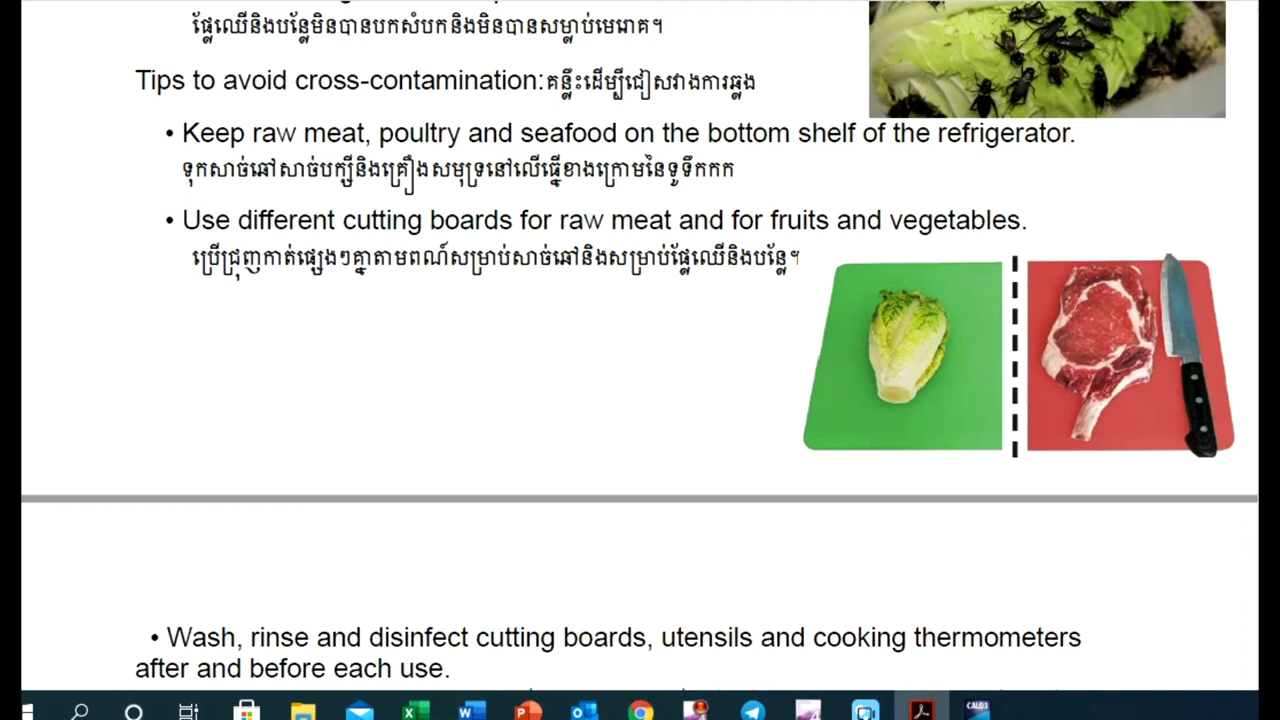 ផ្លែឈើនិងបន្លែមិនបានបកសំបកនិងមិនបានសម្លាប់មេរោគ។
Tips to avoid cross-contamination:គន្លឹះដើម្បីជៀសវាងការឆ្លង
• Keep raw meat, poultry and seafood on the bottom shelf of the refrigerator.
ទុកសាច់ឆៅសាច់បក្សីនិងគ្រឿងសមុទ្រនៅលើធ្នើខាងក្រោមនៃទូទឹកកក
• Use different cutting boards for raw meat and for fruits and vegetables.
ប្រើជ្រុញកាត់ផ្សេងៗគ្នាតាមពណ៍សម្រាប់សាច់ឆៅនិងសម្រាប់ផ្លែឈើនិងបន្លែ។
• Wash, rinse and disinfect cutting boards, utensils and cooking thermometers
after and before each use.
CALD3